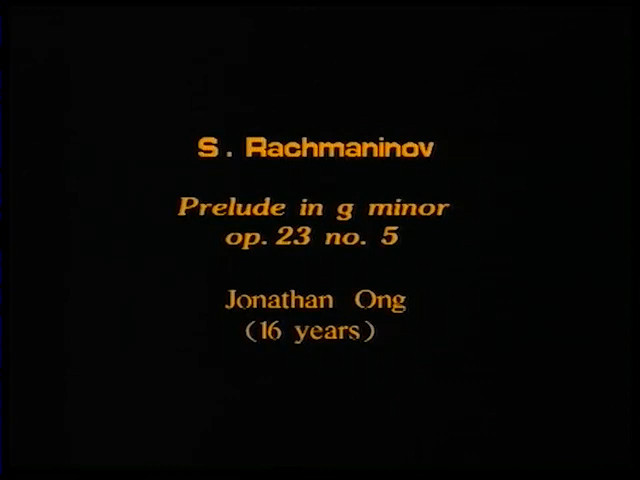 S. Rachmaninov
Prelude in g minor
op. 23 no. 5
Jonathan Ong
(16 years)